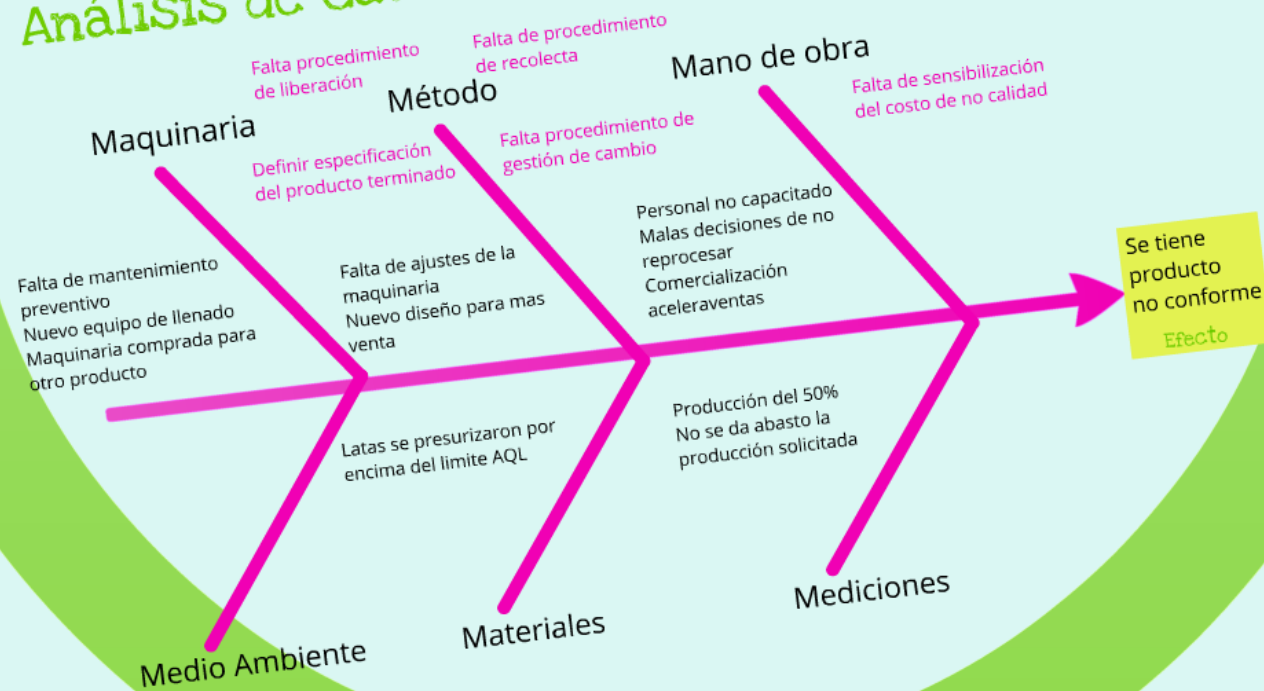 Análisis de
Falta procedimiento
de liberación
Falta de procedimiento
de recolecta
Maquinaria
Método
Mano de obra
Definir especificación
del producto terminado
Falta procedimiento de
gestión de cambio
Falta de sensibilización
del costo de no calidad
Falta de mantenimiento
preventivo
Nuevo equipo de llenado
Maquinaria comprada para
otro producto
Falta de ajustes de la
maquinaria
Nuevo diseño para mas
venta
Personal no capacitado
Malas decisiones de no
reprocesar
Comercialización
aceleraventas
Se tiene
producto
no conforme
Efecto
Latas se presurizaron por
encima del limite AQL
Producción del 50%
No se da abasto la
producción solicitada
Medio Ambiente
Materiales
Mediciones